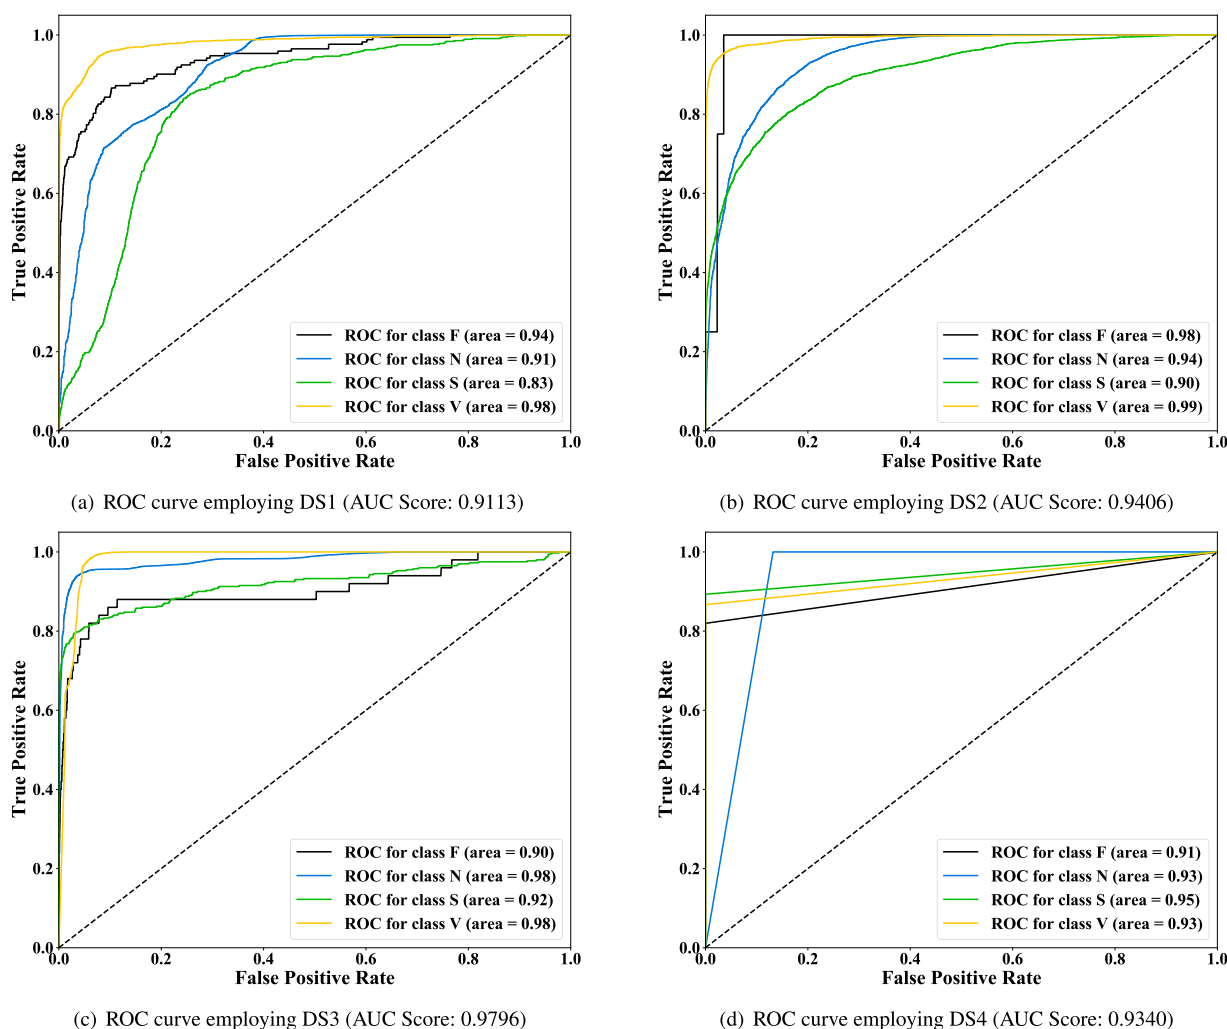 1.0
0.8
0.6
0.4
0.2
0.0
True Positive Rate
ROC for class F (area = 0.94)
ROC for class N (area = 0.91)
ROC for class S (area = 0.83)
ROC for class V (area = 0.98)
0.0 0.2 0.4 0.6 0.8 1.0
False Positive Rate
(a) ROC curve employing DS1 (AUC Score: 0.9113)
1.0
0.8
0.6
0.4
0.2
0.0
True Positive Rate
ROC for class F (area = 0.98)
ROC for class N (area = 0.94)
ROC for class S (area = 0.90)
ROC for class V (area = 0.99)
0.0 0.2 0.4 0.6 0.8 1.0
False Positive Rate
(b) ROC curve employing DS2 (AUC Score: 0.9406)
1.0
0.8
0.6
0.4
0.2
0.0
True Positive Rate
ROC for class F (area = 0.90)
ROC for class N (area = 0.98)
ROC for class S (area = 0.92)
ROC for class V (area = 0.98)
0.0 0.2 0.4 0.6 0.8 1.0
False Positive Rate
(c) ROC curve employing DS3 (AUC Score: 0.9796)
1.0
0.8
0.6
0.4
0.2
0.0
True Positive Rate
ROC for class F (area = 0.91)
ROC for class N (area = 0.93)
ROC for class S (area = 0.95)
ROC for class V (area = 0.93)
0.0 0.2 0.4 0.6 0.8 1.0
False Positive Rate
(d) ROC curve employing DS4 (AUC Score: 0.9340)